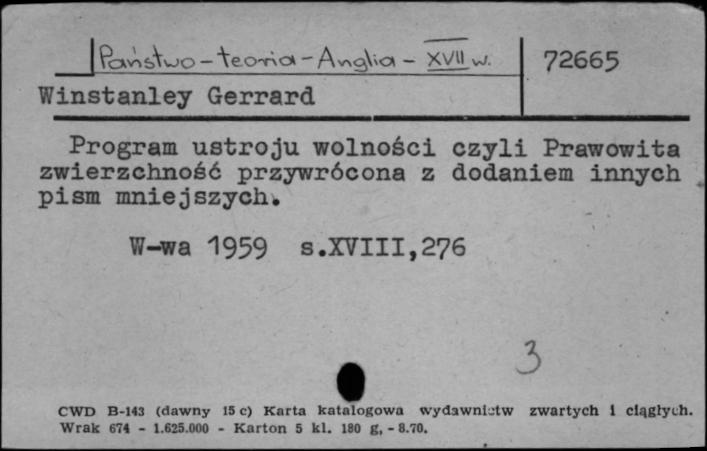 Państwo - teoria - Anglia - XVII w. 72665
Winstanley Gerrard
Program ustroju wolności czyli Prawowita
zwierzchność przywrócona z dodaniem innych
pism mniejszych.
W-wa 1959 s.XVIII,276
3
CWD B-143 (dawny 15 c) Karta katalogowa wydawnictw zwartych i ciągłych.
Wrak 674 - 1.625.000 - Karton 5 kl. 180 g, - 8.70.